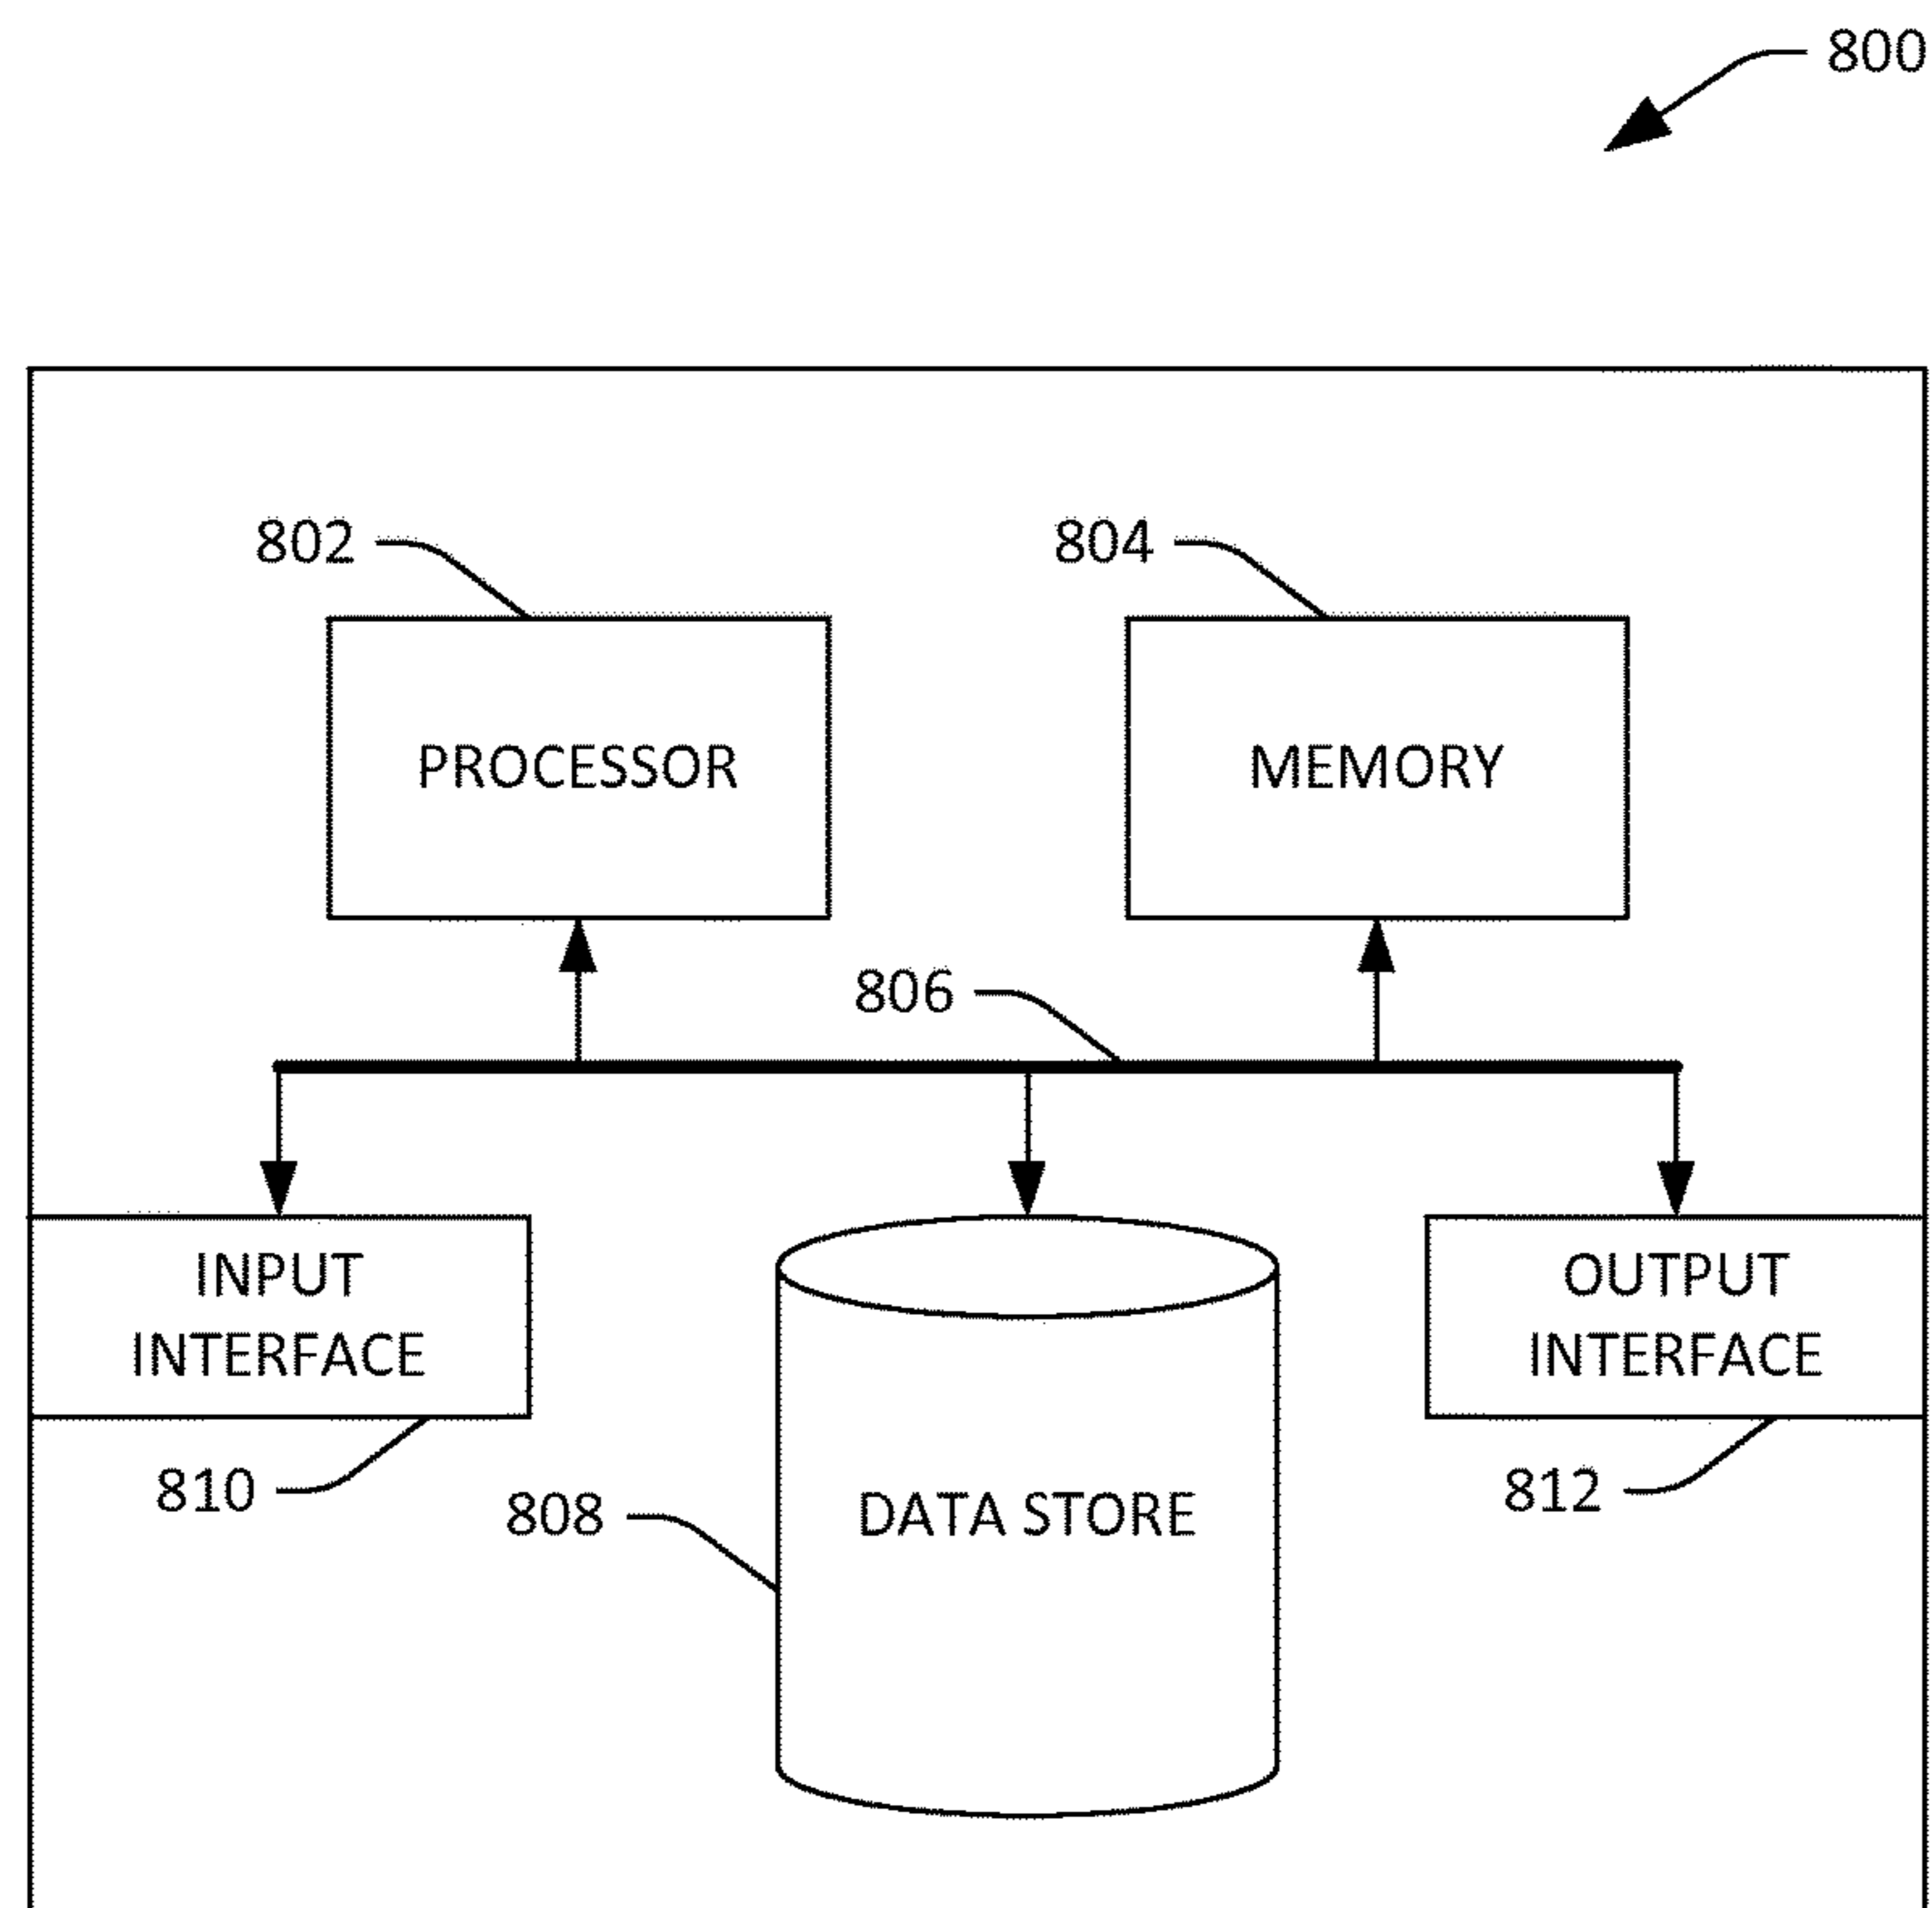 800
802
804
PROCESSOR
MEMORY
806
INPUT
INTERFACE
OUTPUT
INTERFACE
810
808
DATA STORE
812